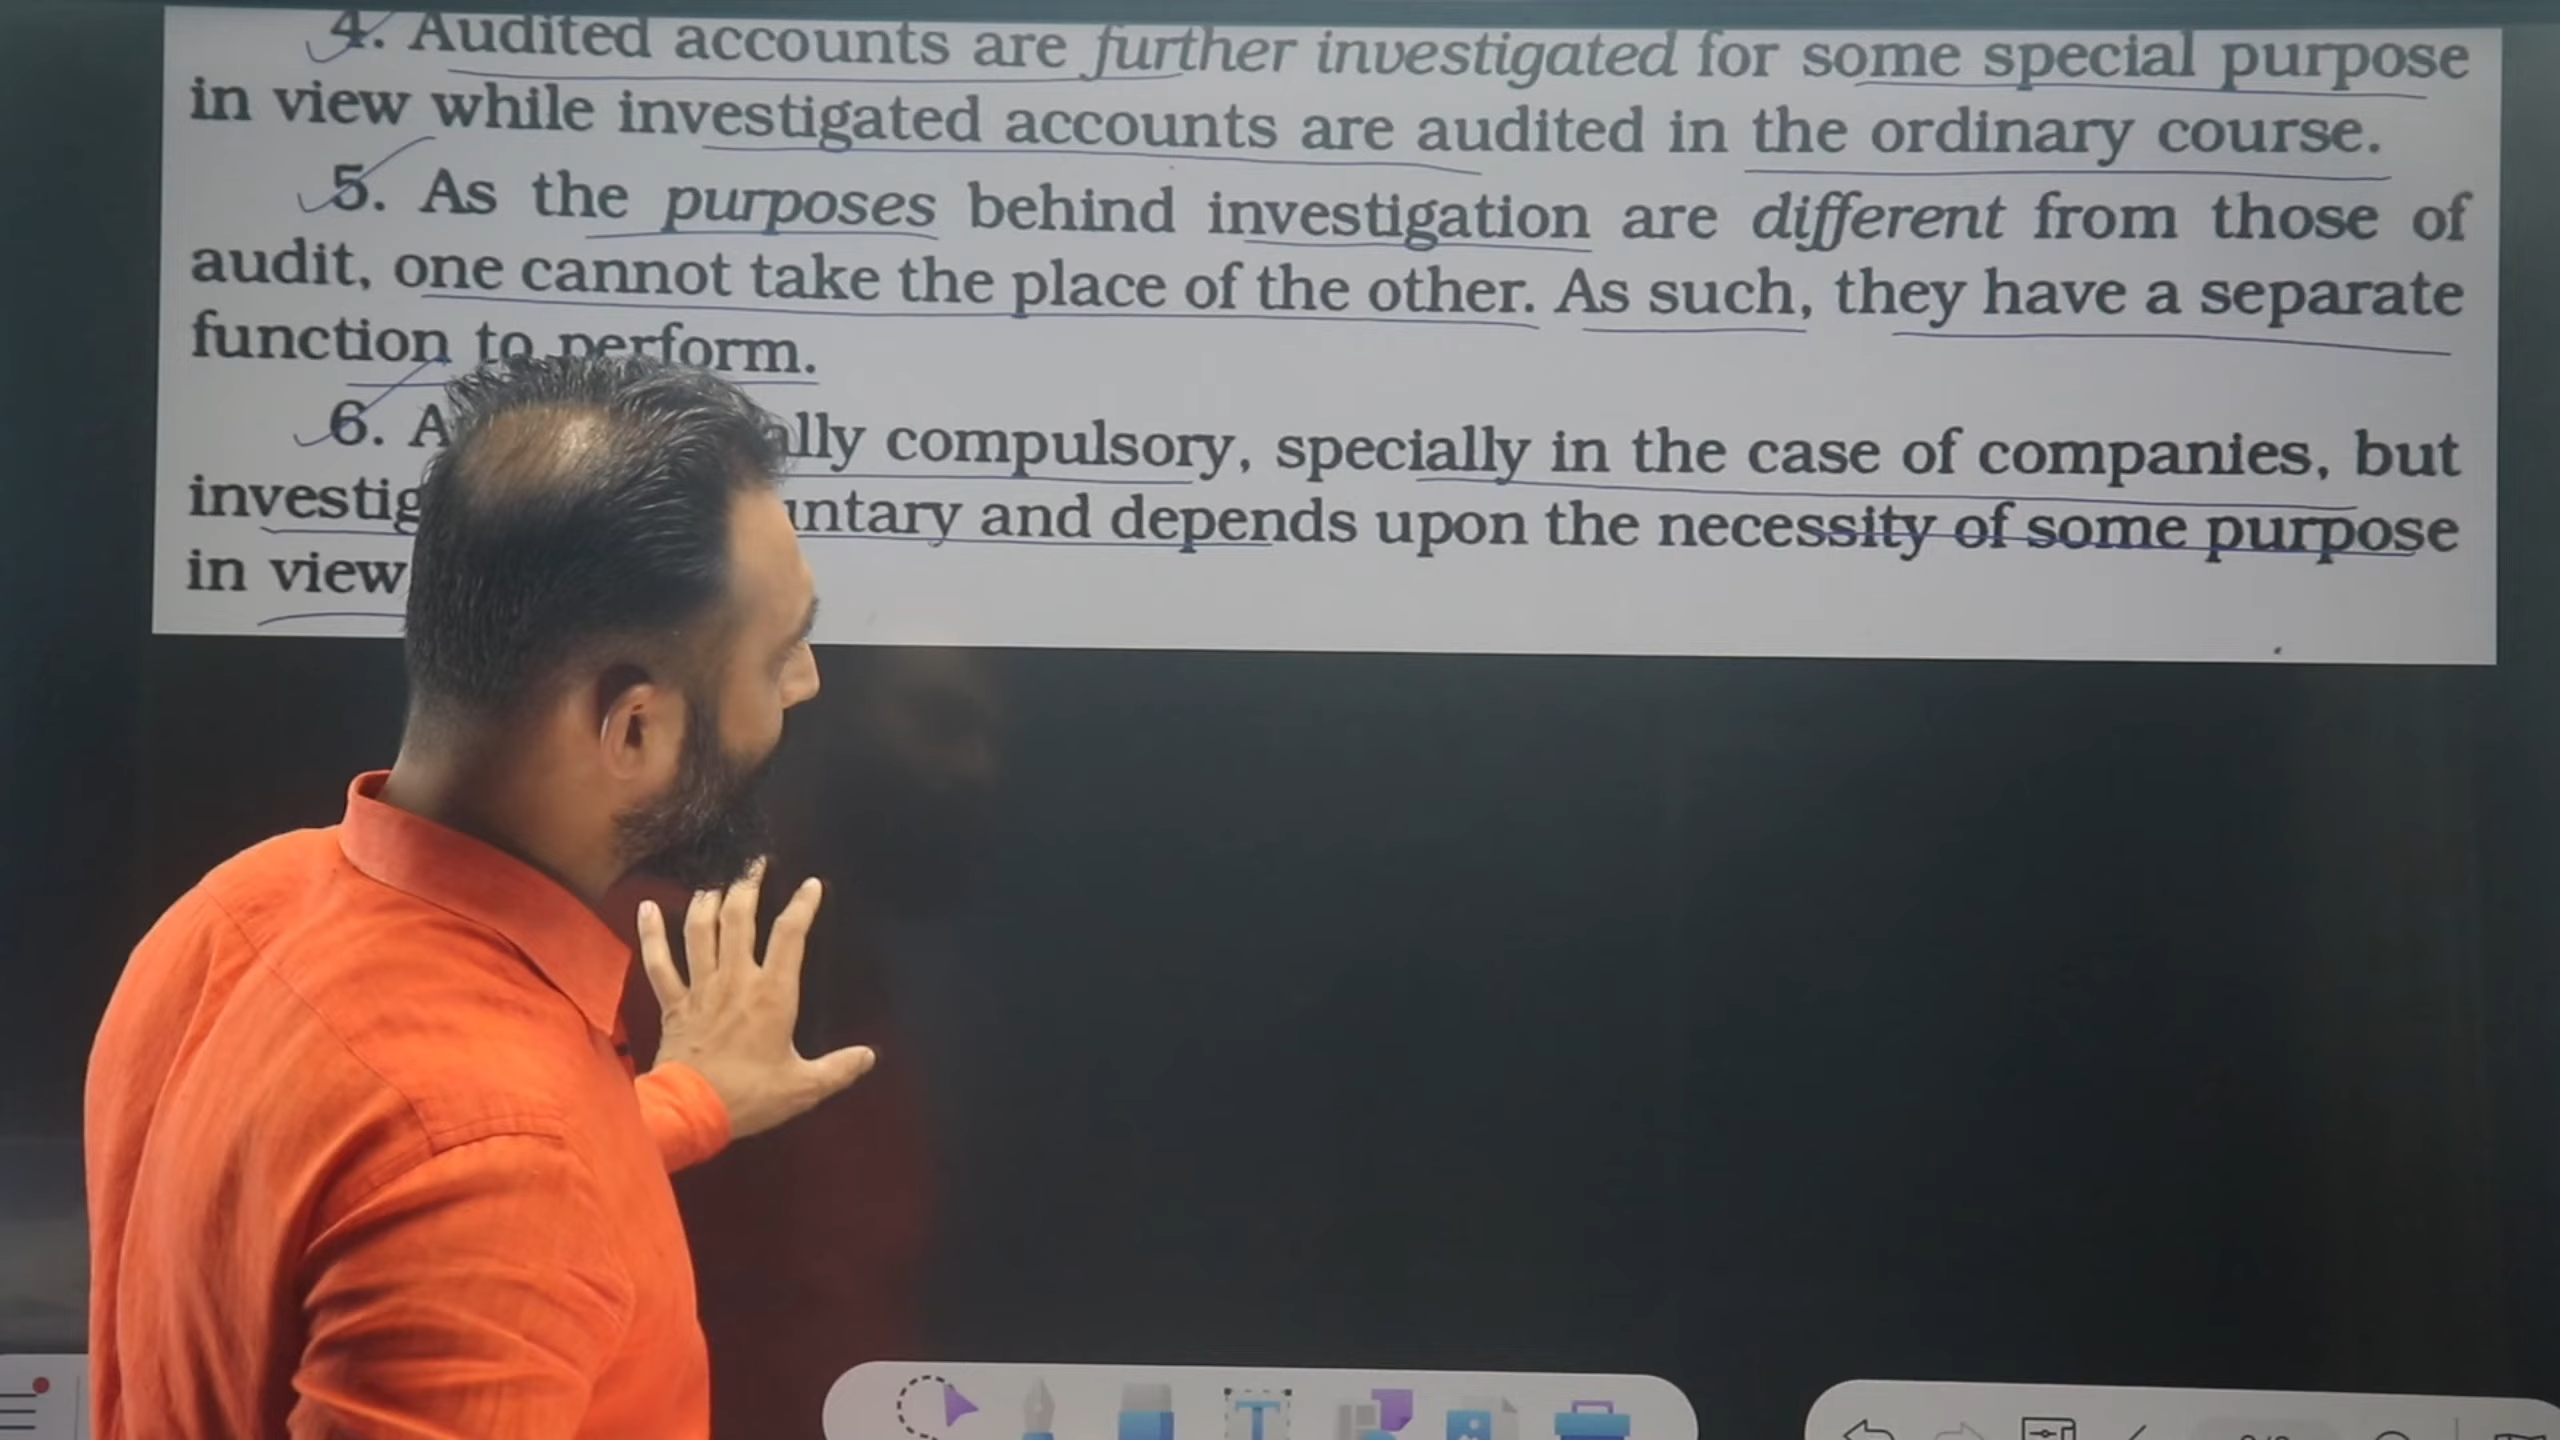 4. Audited accounts are further investigated for some special purpose
in view while investigated accounts are audited in the ordinary course.
5. As the purposes behind investigation are different from those of
audit, one cannot take the place of the other. As such, they have a separate
function to perform.
6. compulsory, specially in the case of companies, but
and depends upon the necessity of some purpose
in view